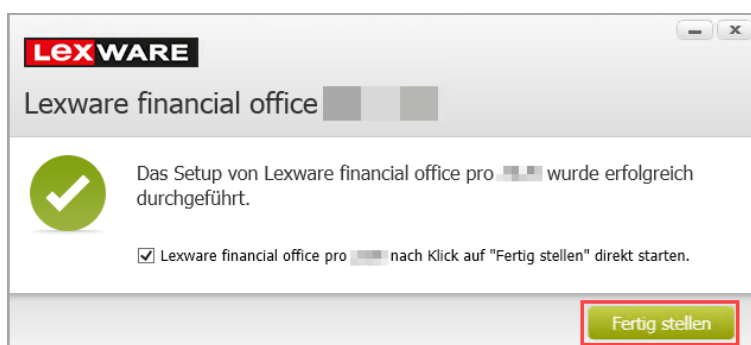 LEXWARE
Lexware financial office
Das Setup von Lexware financial office pro wurde erfolgreich
durchgeführt.
Lexware financial office pro nach Klick auf "Fertig stellen" direkt starten.
Fertig stellen